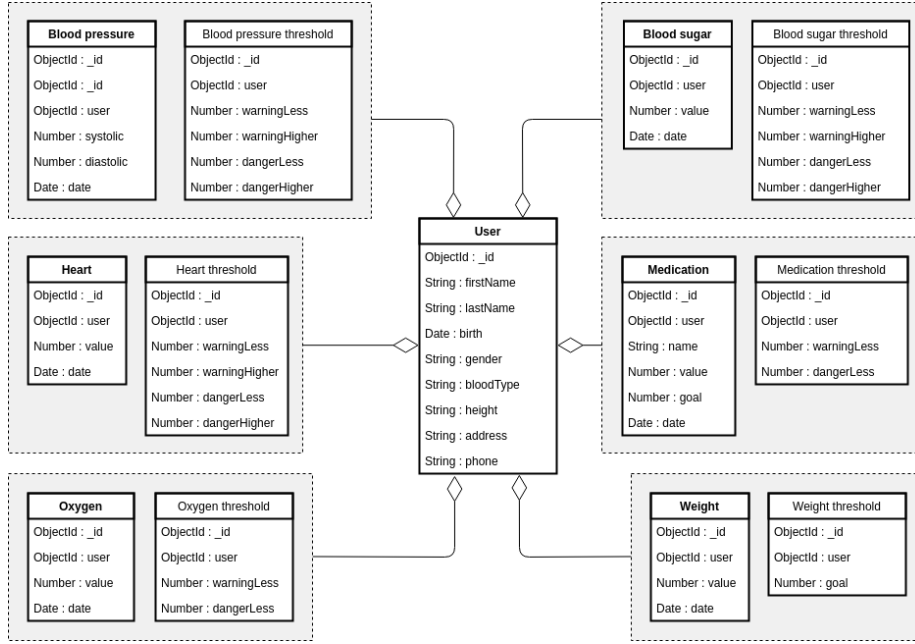 Blood pressure
ObjectId : _id
ObjectId : _id
ObjectId : user
Number : systolic
Number : diastolic
Date : date
Blood pressure threshold
ObjectId : _id
ObjectId : user
Number : warningLess
Number : warningHigher
Number : dangerLess
Number : dangerHigher
Blood sugar
ObjectId : _id
ObjectId : user
Number : value
Date : date
Blood sugar threshold
ObjectId : _id
ObjectId : user
Number : warningLess
Number : warningHigher
Number : dangerLess
Number : dangerHigher
Heart
ObjectId : _id
ObjectId : user
Number : value
Date : date
Heart threshold
ObjectId : _id
ObjectId : user
Number : warningLess
Number : warningHigher
Number : dangerLess
Number : dangerHigher
User
ObjectId : _id
String : firstName
String : lastName
Date : birth
String : gender
String : bloodType
String : height
String : address
String : phone
Medication
ObjectId : _id
ObjectId : user
String : name
Number : value
Number : goal
Date : date
Medication threshold
ObjectId : _id
ObjectId : user
Number : warningLess
Number : dangerLess
Oxygen
ObjectId : _id
ObjectId : user
Number : value
Date : date
Oxygen threshold
ObjectId : _id
ObjectId : user
Number : warningLess
Number : dangerLess
Weight
ObjectId : _id
ObjectId : user
Number : value
Date : date
Weight threshold
ObjectId : _id
ObjectId : user
Number : goal